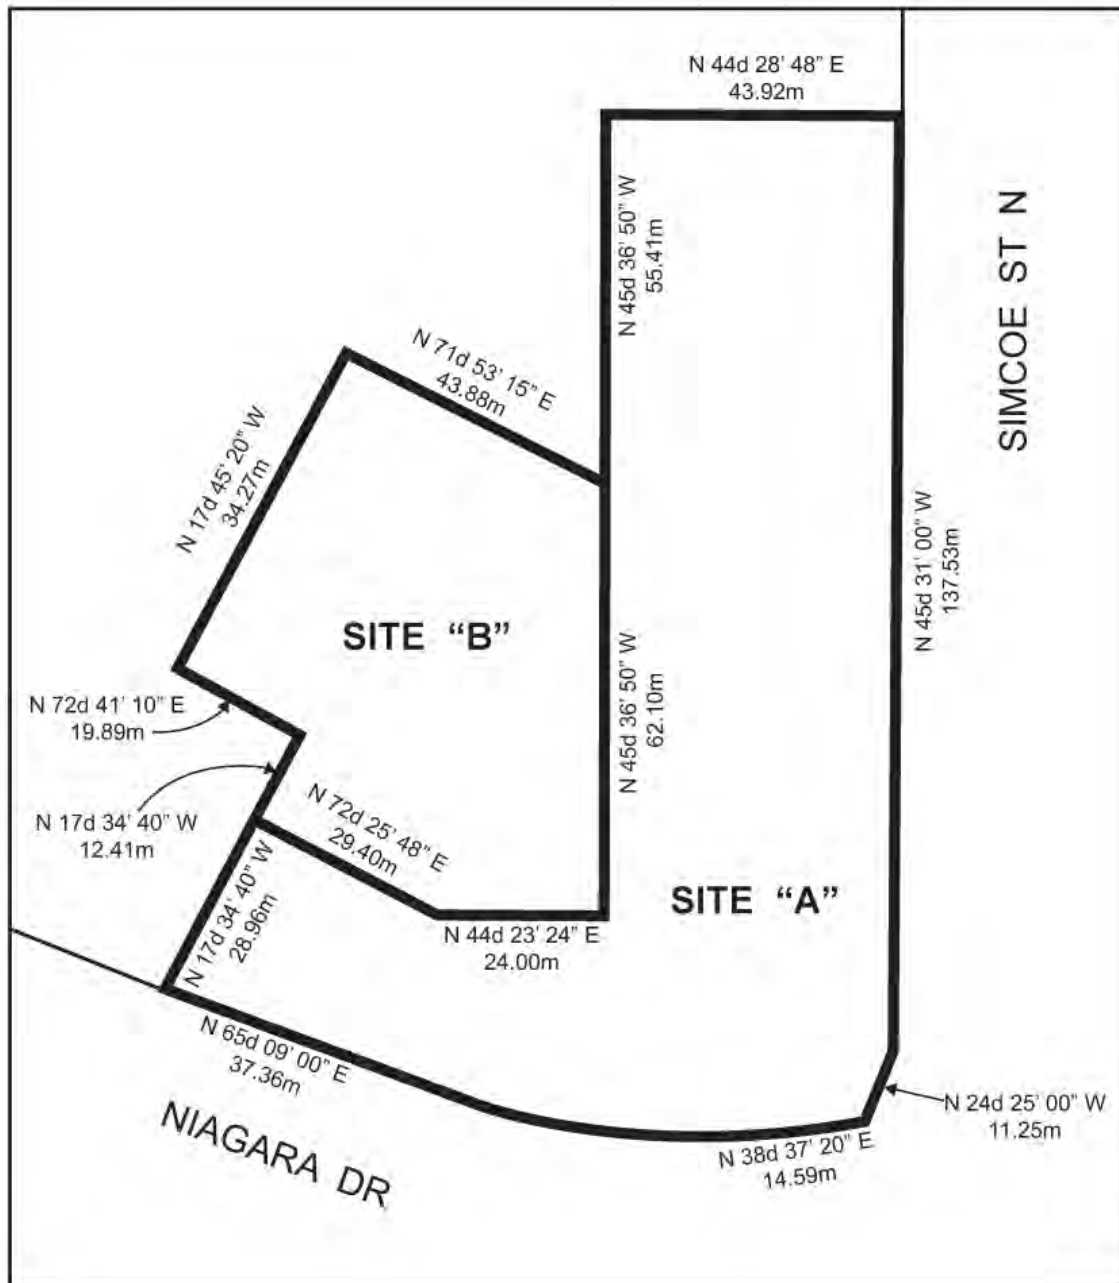 N 44d 28' 48” E
43.92m
N 45d 36' 50” W
55.41m
SIMCOE ST N
N 71d 53' 15” E
43.88m
N 17d 45' 20” W
34.27m
N 45d 31' 00” W
137.53m
SITE “B”
N 45d 36' 50” W
62.10m
N 72d 41' 10” E
19.89m
N 17d 34' 40” W
12.41m
N 72d 25' 48” E
29.40m
SITE “A”
N 17d 34' 40” W
28.96m
N 44d 23' 24” E
24.00m
N 65d 09' 00” E
37.36m
N 24d 25' 00” W
11.25m
N 38d 37' 20” E
14.59m
NIAGARA DR